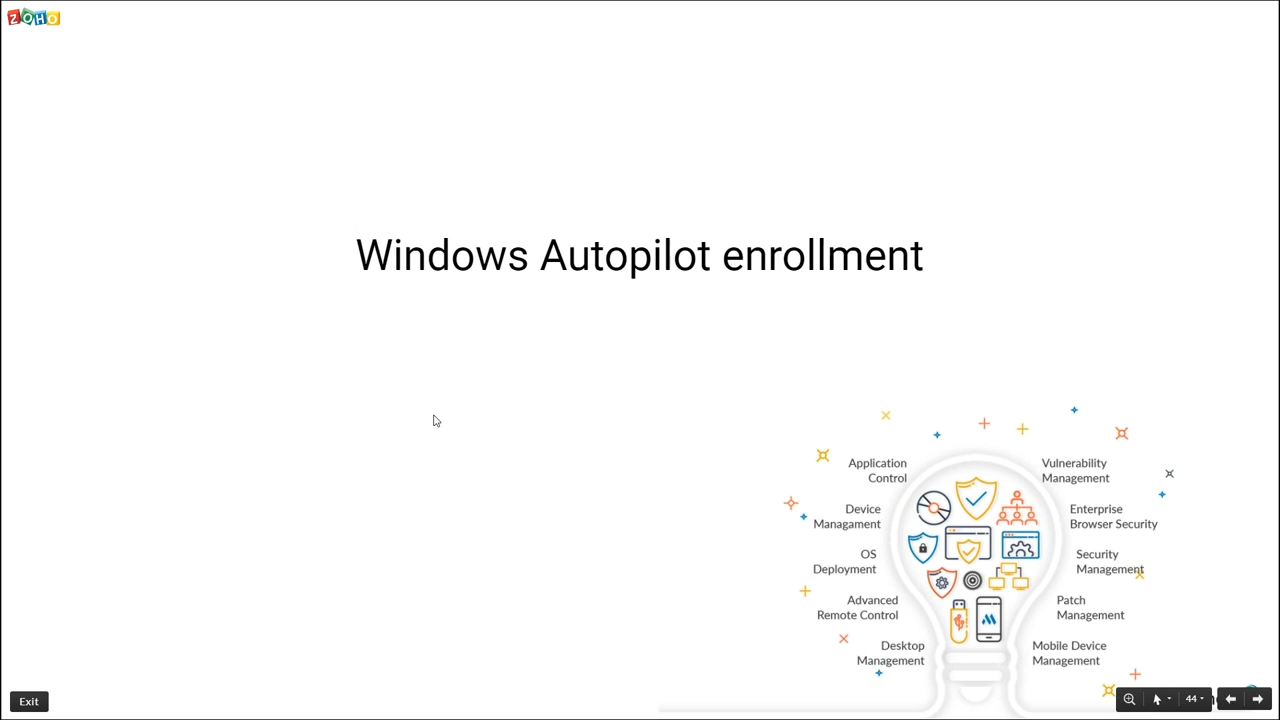 ZOHO
Windows Autopilot enrollment
Application
Control
Vulnerability
Management
Device
Managament
Enterprise
Browser Security
OS
Deployment
Security
Management
Advanced
Remote Control
Patch
Management
Desktop
Management
Mobile Device
Management
Exit
44